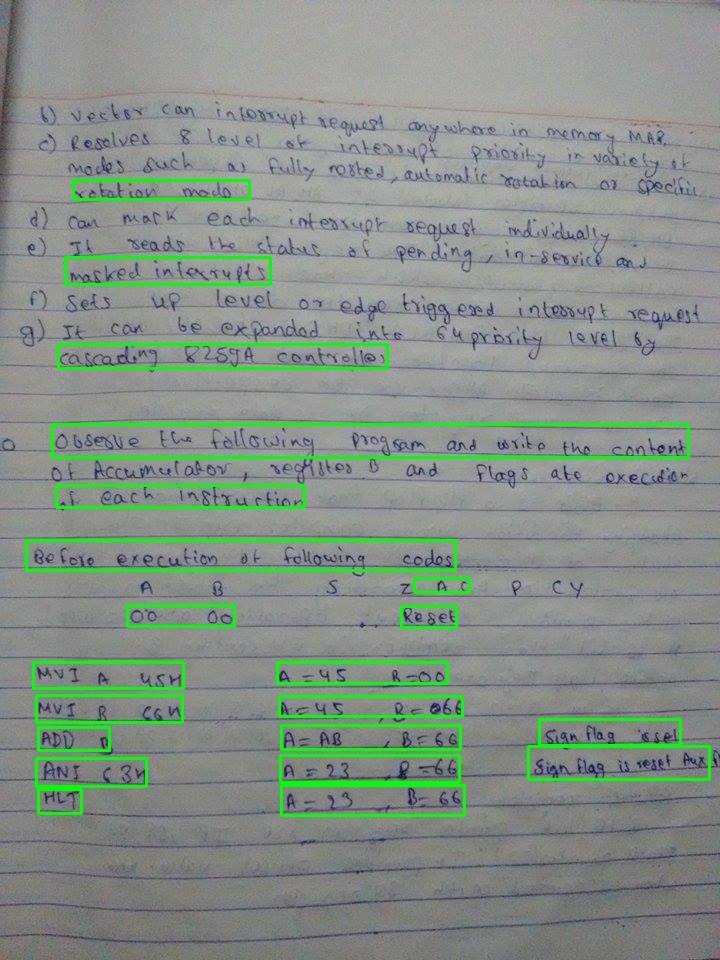 b) Vector can interrupt request anywhere in memory MAP.
c) Resolves 8 level of interrupt priority in variety of
modes such as fully nested, automatic rotation or specific
rotation mode
d) Can mask each interrupt request individually
e) It reads the status of pending, in-service and
masked interrupts
f) Sets up level or edge triggered interrupt request
g) It can be expanded into 64 priority level by
cascading 8259A controller
Observe the following program and write the content
of Accumulator, register B and flags ate execution
of each instruction
Before execution of following codes
A B S Z AC P CY
00 00 Reset
MVI A 45H A = 45 B = 00
MVI B 66H A = 45 , B = 66
ADD B A = AB , B = 66 Sign flag is set
ANI 63H A = 23 , B = 66 Sign flag is reset Aux
HLT A = 23 , B = 66